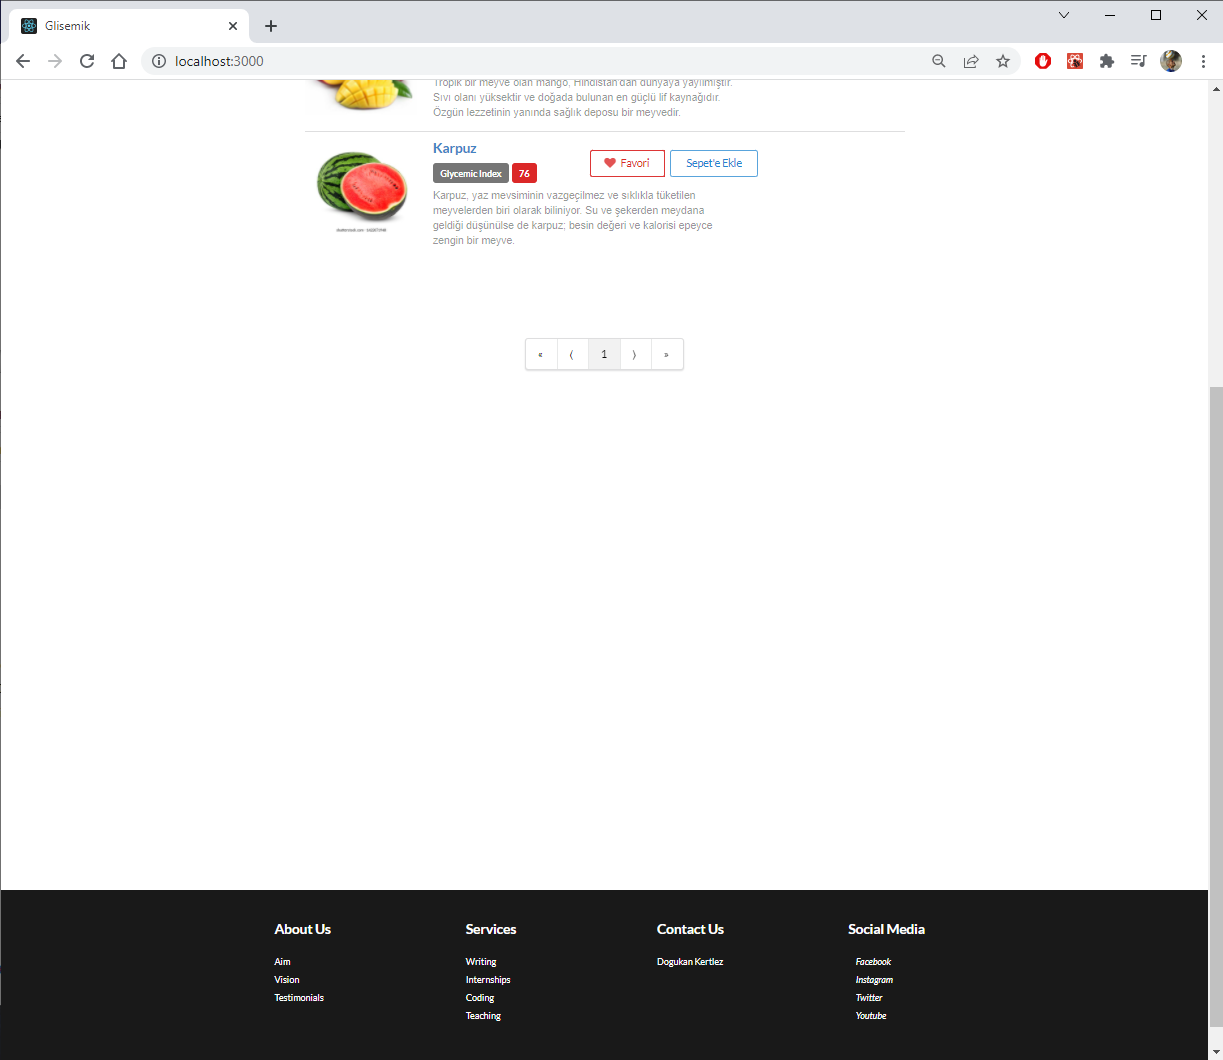 Glisemik
localhost:3000
Tropik bir meyve olan mango, Hindistan'dan dünyaya yayılmıştır.
Sıvı olanı yüksektir ve doğada bulunan en güçlü lif kaynağıdır.
Özgün lezzetinin yanında sağlık deposu bir meyvedir.
Karpuz
Favori
Sepet'e Ekle
Glycemic Index 76
Karpuz, yaz mevsiminin vazgeçilmez ve sıklıkla tüketilen
meyvelerden biri olarak biliniyor. Su ve şekerden meydana
geldiği düşünülse de karpuz; besin değeri ve kalorisi epeyce
zengin bir meyve.
« ⟨ 1 ⟩ »
About Us
Aim
Vision
Testimonials
Services
Writing
Internships
Coding
Teaching
Contact Us
Dogukan Kertlez
Social Media
Facebook
Instagram
Twitter
Youtube